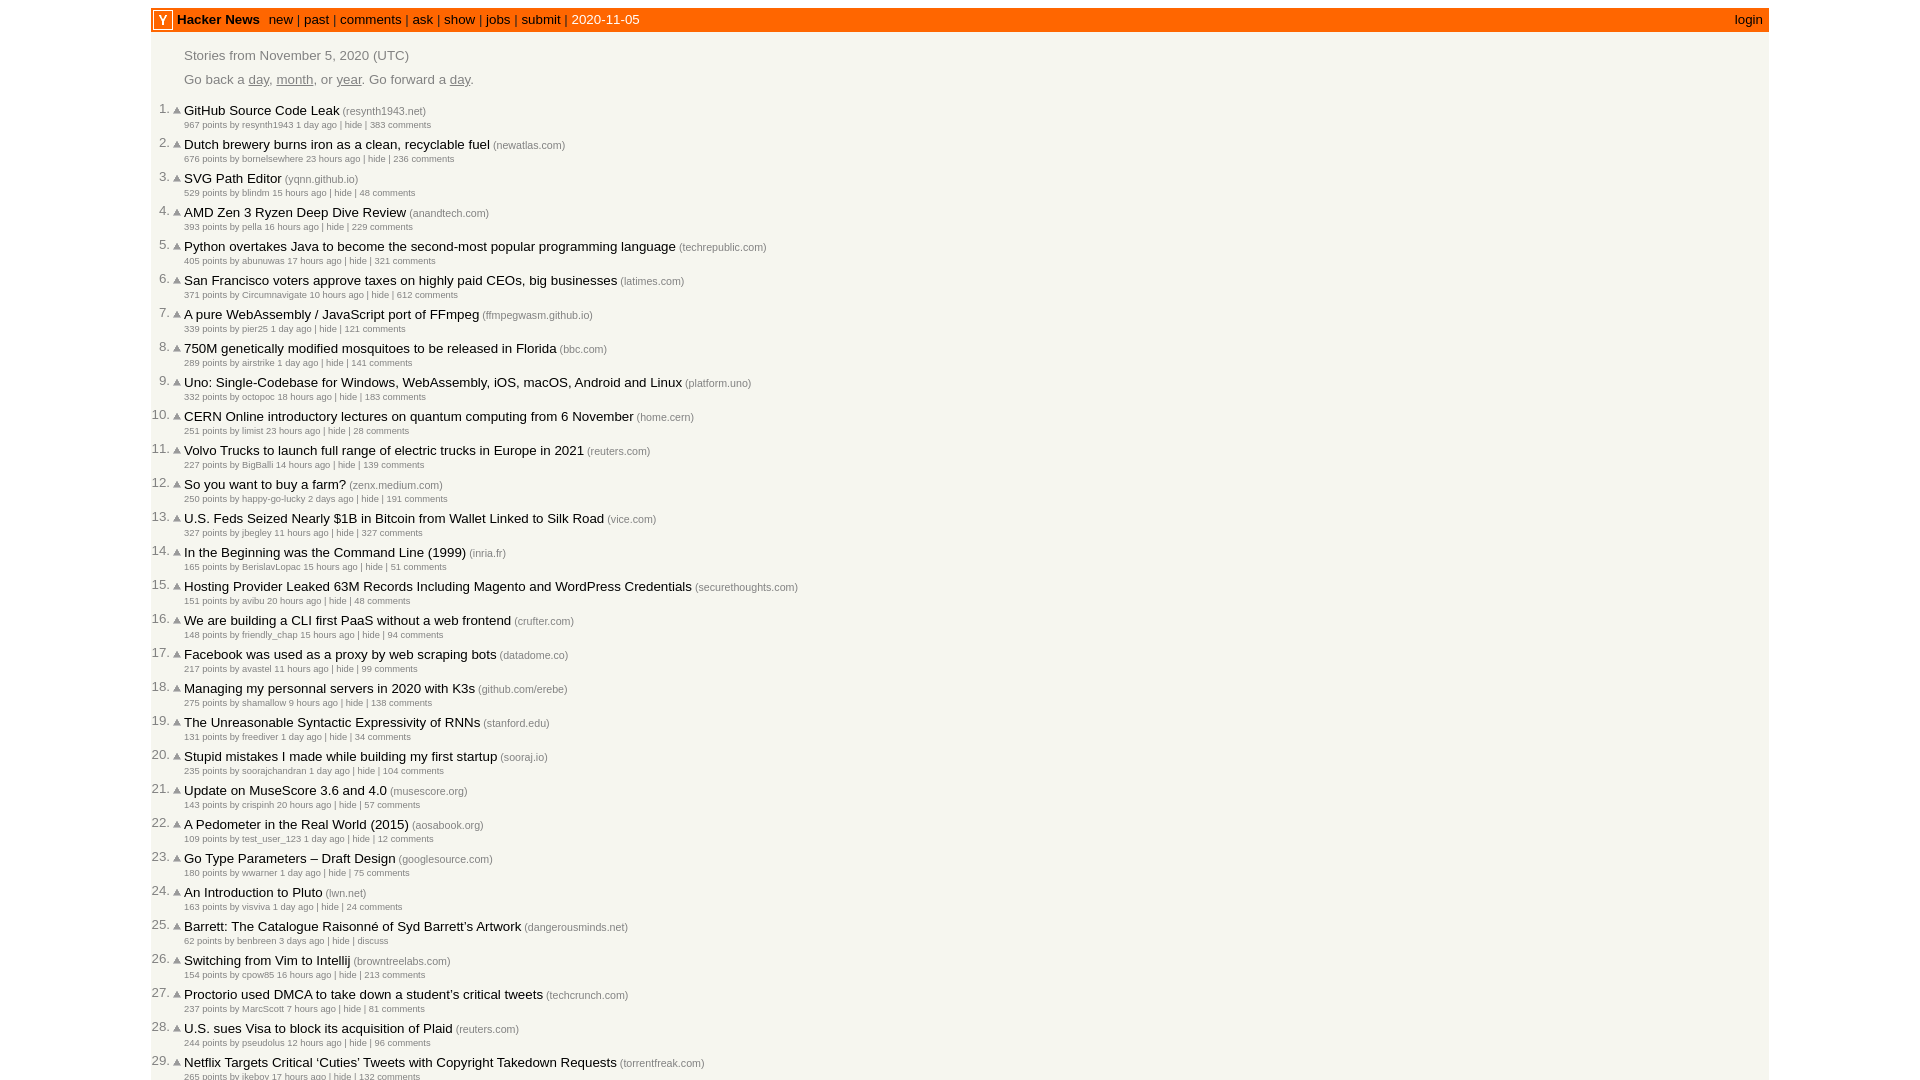 Y Hacker News new | past | comments | ask | show | jobs | submit | 2020-11-05 login
Stories from November 5, 2020 (UTC)
Go back a day, month, or year. Go forward a day.
1. GitHub Source Code Leak (resynth1943.net)
967 points by resynth1943 1 day ago | hide | 383 comments
2. Dutch brewery burns iron as a clean, recyclable fuel (newatlas.com)
676 points by bornelsewhere 23 hours ago | hide | 236 comments
3. SVG Path Editor (yqnn.github.io)
529 points by blindm 15 hours ago | hide | 48 comments
4. AMD Zen 3 Ryzen Deep Dive Review (anandtech.com)
393 points by pella 16 hours ago | hide | 229 comments
5. Python overtakes Java to become the second-most popular programming language (techrepublic.com)
405 points by abunuwas 17 hours ago | hide | 321 comments
6. San Francisco voters approve taxes on highly paid CEOs, big businesses (latimes.com)
371 points by Circumnavigate 10 hours ago | hide | 612 comments
7. A pure WebAssembly / JavaScript port of FFmpeg (ffmpegwasm.github.io)
339 points by pier25 1 day ago | hide | 121 comments
8. 750M genetically modified mosquitoes to be released in Florida (bbc.com)
289 points by airstrike 1 day ago | hide | 141 comments
9. Uno: Single-Codebase for Windows, WebAssembly, iOS, macOS, Android and Linux (platform.uno)
332 points by octopoc 18 hours ago | hide | 183 comments
10. CERN Online introductory lectures on quantum computing from 6 November (home.cern)
251 points by limist 23 hours ago | hide | 28 comments
11. Volvo Trucks to launch full range of electric trucks in Europe in 2021 (reuters.com)
227 points by BigBalli 14 hours ago | hide | 139 comments
12. So you want to buy a farm? (zenx.medium.com)
250 points by happy-go-lucky 2 days ago | hide | 191 comments
13. U.S. Feds Seized Nearly $1B in Bitcoin from Wallet Linked to Silk Road (vice.com)
327 points by jbegley 11 hours ago | hide | 327 comments
14. In the Beginning was the Command Line (1999) (inria.fr)
165 points by BerislavLopac 15 hours ago | hide | 51 comments
15. Hosting Provider Leaked 63M Records Including Magento and WordPress Credentials (securethoughts.com)
151 points by avibu 20 hours ago | hide | 48 comments
16. We are building a CLI first PaaS without a web frontend (crufter.com)
148 points by friendly_chap 15 hours ago | hide | 94 comments
17. Facebook was used as a proxy by web scraping bots (datadome.co)
217 points by avastel 11 hours ago | hide | 99 comments
18. Managing my personnal servers in 2020 with K3s (github.com/erebe)
275 points by shamallow 9 hours ago | hide | 138 comments
19. The Unreasonable Syntactic Expressivity of RNNs (stanford.edu)
131 points by freediver 1 day ago | hide | 34 comments
20. Stupid mistakes I made while building my first startup (sooraj.io)
235 points by soorajchandran 1 day ago | hide | 104 comments
21. Update on MuseScore 3.6 and 4.0 (musescore.org)
143 points by crispinh 20 hours ago | hide | 57 comments
22. A Pedometer in the Real World (2015) (aosabook.org)
109 points by test_user_123 1 day ago | hide | 12 comments
23. Go Type Parameters – Draft Design (googlesource.com)
180 points by wwarner 1 day ago | hide | 75 comments
24. An Introduction to Pluto (lwn.net)
163 points by visviva 1 day ago | hide | 24 comments
25. Barrett: The Catalogue Raisonné of Syd Barrett’s Artwork (dangerousminds.net)
62 points by benbreen 3 days ago | hide | discuss
26. Switching from Vim to Intellij (browntreelabs.com)
154 points by cpow85 16 hours ago | hide | 213 comments
27. Proctorio used DMCA to take down a student’s critical tweets (techcrunch.com)
237 points by MarcScott 7 hours ago | hide | 81 comments
28. U.S. sues Visa to block its acquisition of Plaid (reuters.com)
244 points by pseudolus 12 hours ago | hide | 96 comments
29. Netflix Targets Critical ‘Cuties’ Tweets with Copyright Takedown Requests (torrentfreak.com)
265 points by ikeboy 17 hours ago | hide | 132 comments